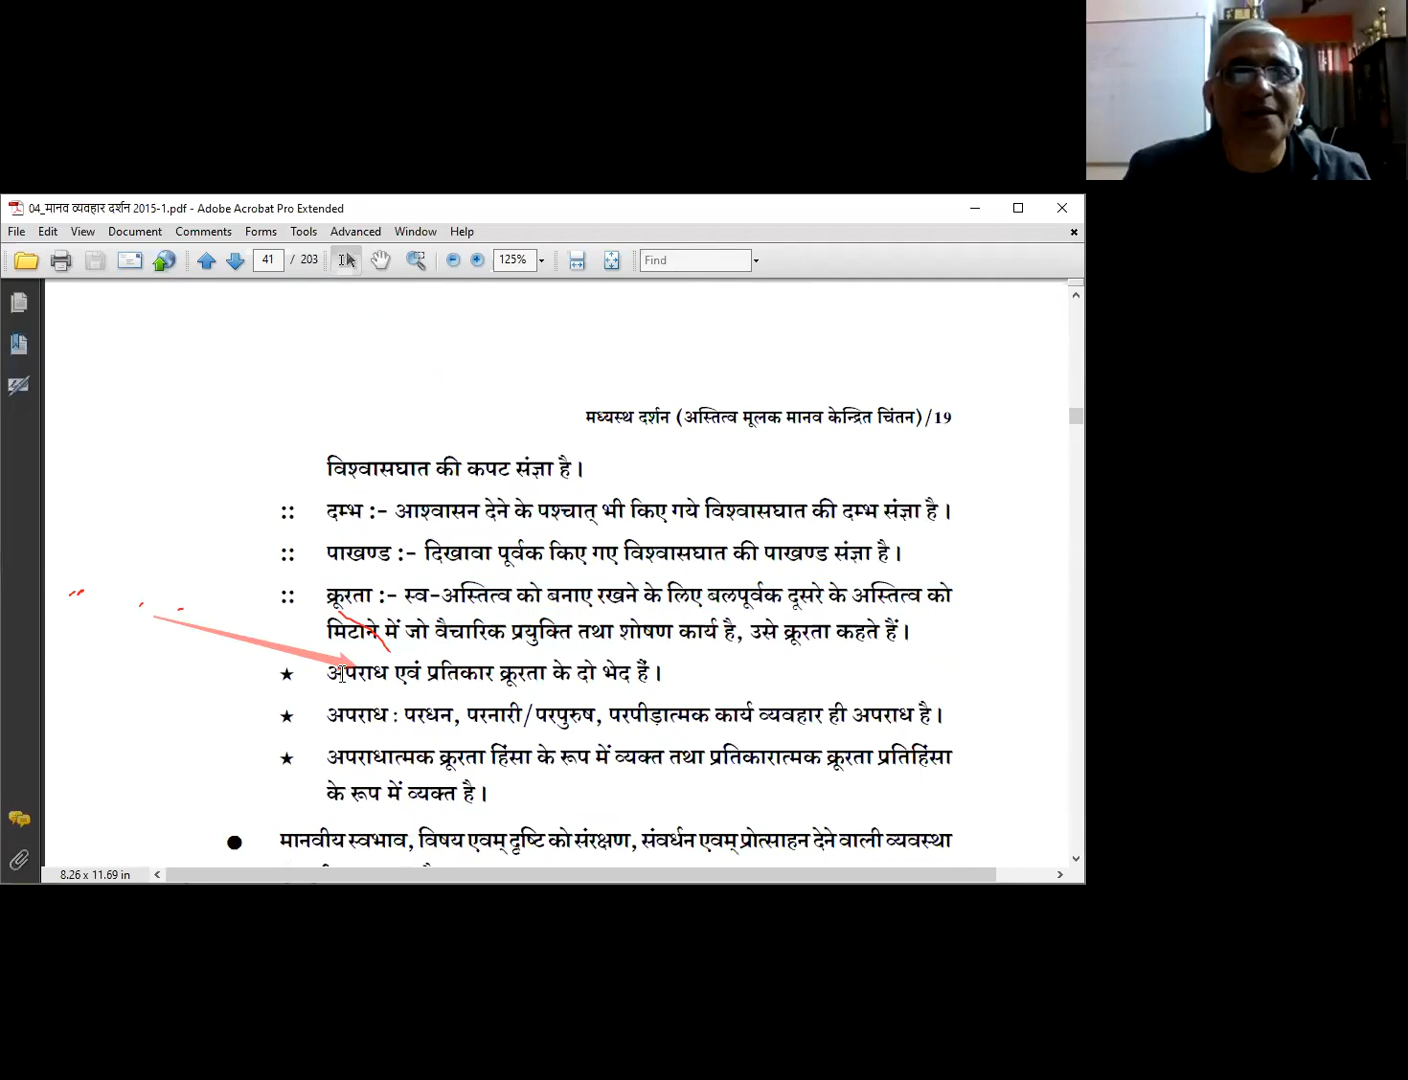 04_मानव व्यवहार दर्शन 2015-1.pdf - Adobe Acrobat Pro Extended
File Edit View Document Comments Forms Tools Advanced Window Help
41 / 203 125% Find
मध्यस्थ दर्शन (अस्तित्व मूलक मानव केन्द्रित चिंतन)/19
विश्वासघात की कपट संज्ञा है।
:: दम्भ :- आश्वासन देने के पश्चात् भी किए गये विश्वासघात की दम्भ संज्ञा है।
:: पाखण्ड :- दिखावा पूर्वक किए गए विश्वासघात की पाखण्ड संज्ञा है।
:: क्रूरता :- स्व-अस्तित्व को बनाए रखने के लिए बलपूर्वक दूसरे के अस्तित्व को
मिटाने में जो वैचारिक प्रयुक्ति तथा शोषण कार्य है, उसे क्रूरता कहते हैं।
★ अपराध एवं प्रतिकार क्रूरता के दो भेद हैं।
★ अपराध : परधन, परनारी/परपुरुष, परपीड़ात्मक कार्य व्यवहार ही अपराध है।
★ अपराधात्मक क्रूरता हिंसा के रूप में व्यक्त तथा प्रतिकारात्मक क्रूरता प्रतिहिंसा
के रूप में व्यक्त है।
● मानवीय स्वभाव, विषय एवम् दृष्टि को संरक्षण, संवर्धन एवम् प्रोत्साहन देने वाली व्यवस्था
8.26 x 11.69 in